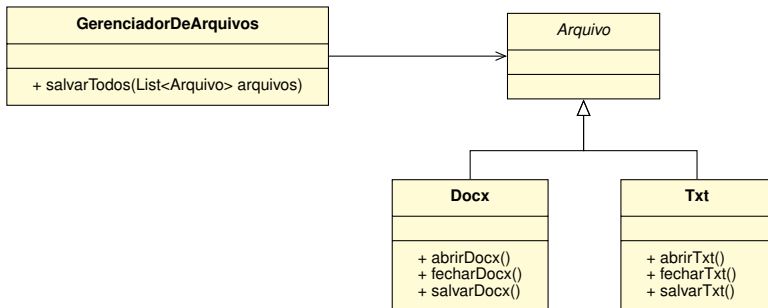 GerenciadorDeArquivos
+ salvarTodos(List<Arquivo> arquivos)
Arquivo
Docx
+ abrirDocx()
+ fecharDocx()
+ salvarDocx()
Txt
+ abrirTxt()
+ fecharTxt()
+ salvarTxt()